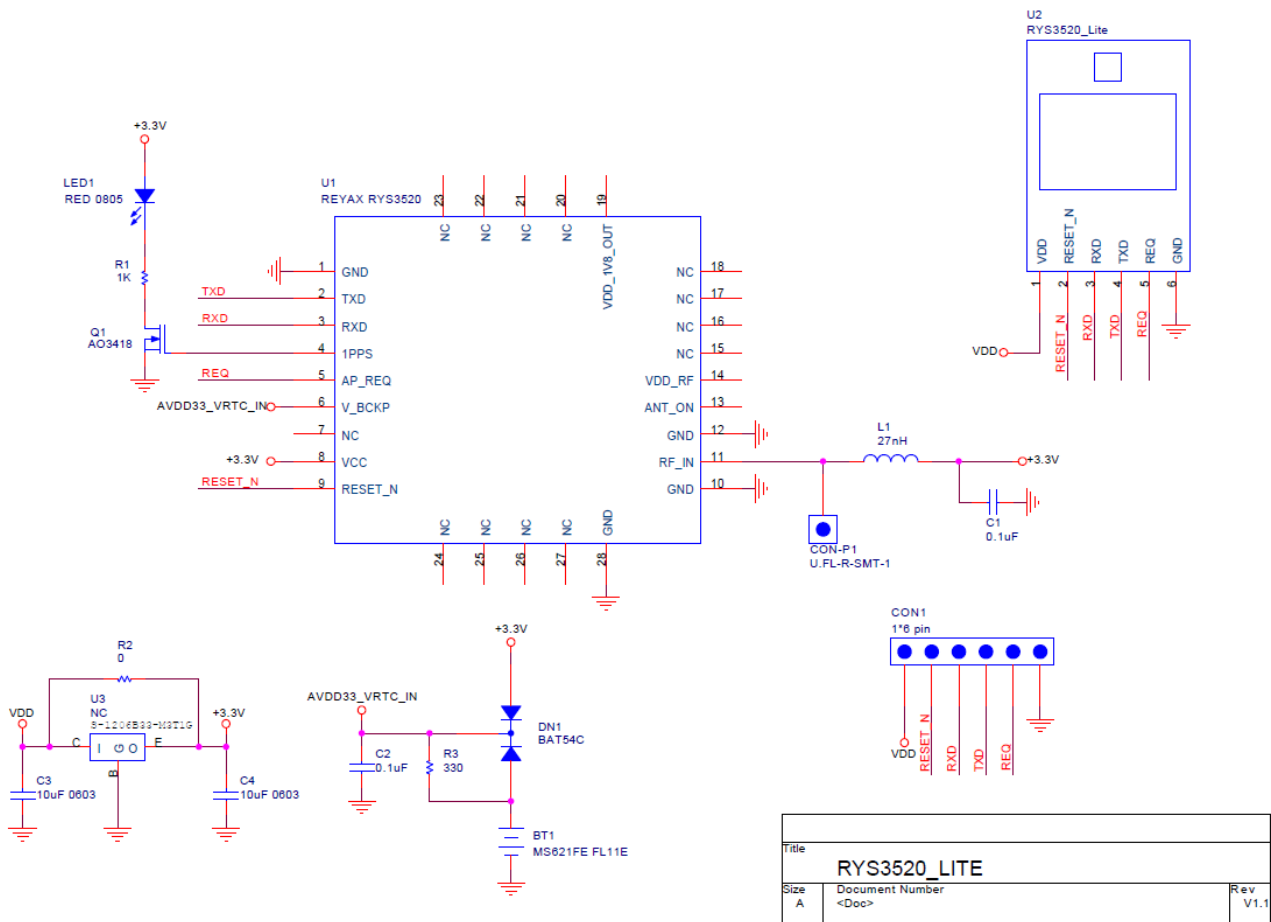 U2
RYS3520_Lite
VDD
RESET_N
RXD
TXD
REQ
GND
1
2
3
4
5
6
VDD
RESET_N
RXD
TXD
REQ
+3.3V
LED1
RED 0805
R1
1K
Q1
AO3418
U1
REYAX RYS3520
23
22
21
20
19
NC
NC
NC
NC
VDD_1V8_OUT
1
GND
TXD
2
TXD
RXD
3
RXD
4
1PPS
REQ
5
AP_REQ
AVDD33_VRTC_IN
6
V_BCKP
7
NC
+3.3V
8
VCC
RESET_N
9
RESET_N
NC
18
NC
17
NC
16
NC
15
VDD_RF
14
ANT_ON
13
GND
12
RF_IN
11
GND
10
NC
NC
NC
NC
GND
24
25
26
27
28
L1
27nH
+3.3V
C1
0.1uF
CON-P1
U.FL-R-SMT-1
CON1
1*6 pin
VDD
RESET_N
RXD
TXD
REQ
R2
0
U3
NC
S-1206B33-M3T1G
VDD
+3.3V
C
I
G
O
E
B
C3
10uF 0603
C4
10uF 0603
+3.3V
AVDD33_VRTC_IN
DN1
BAT54C
C2
0.1uF
R3
330
BT1
MS621FE FL11E
Title
RYS3520_LITE
Size
A
Document Number
<Doc>
Rev
V1.1